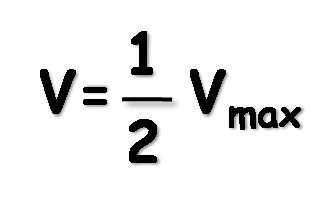 V = 1/2 Vmax